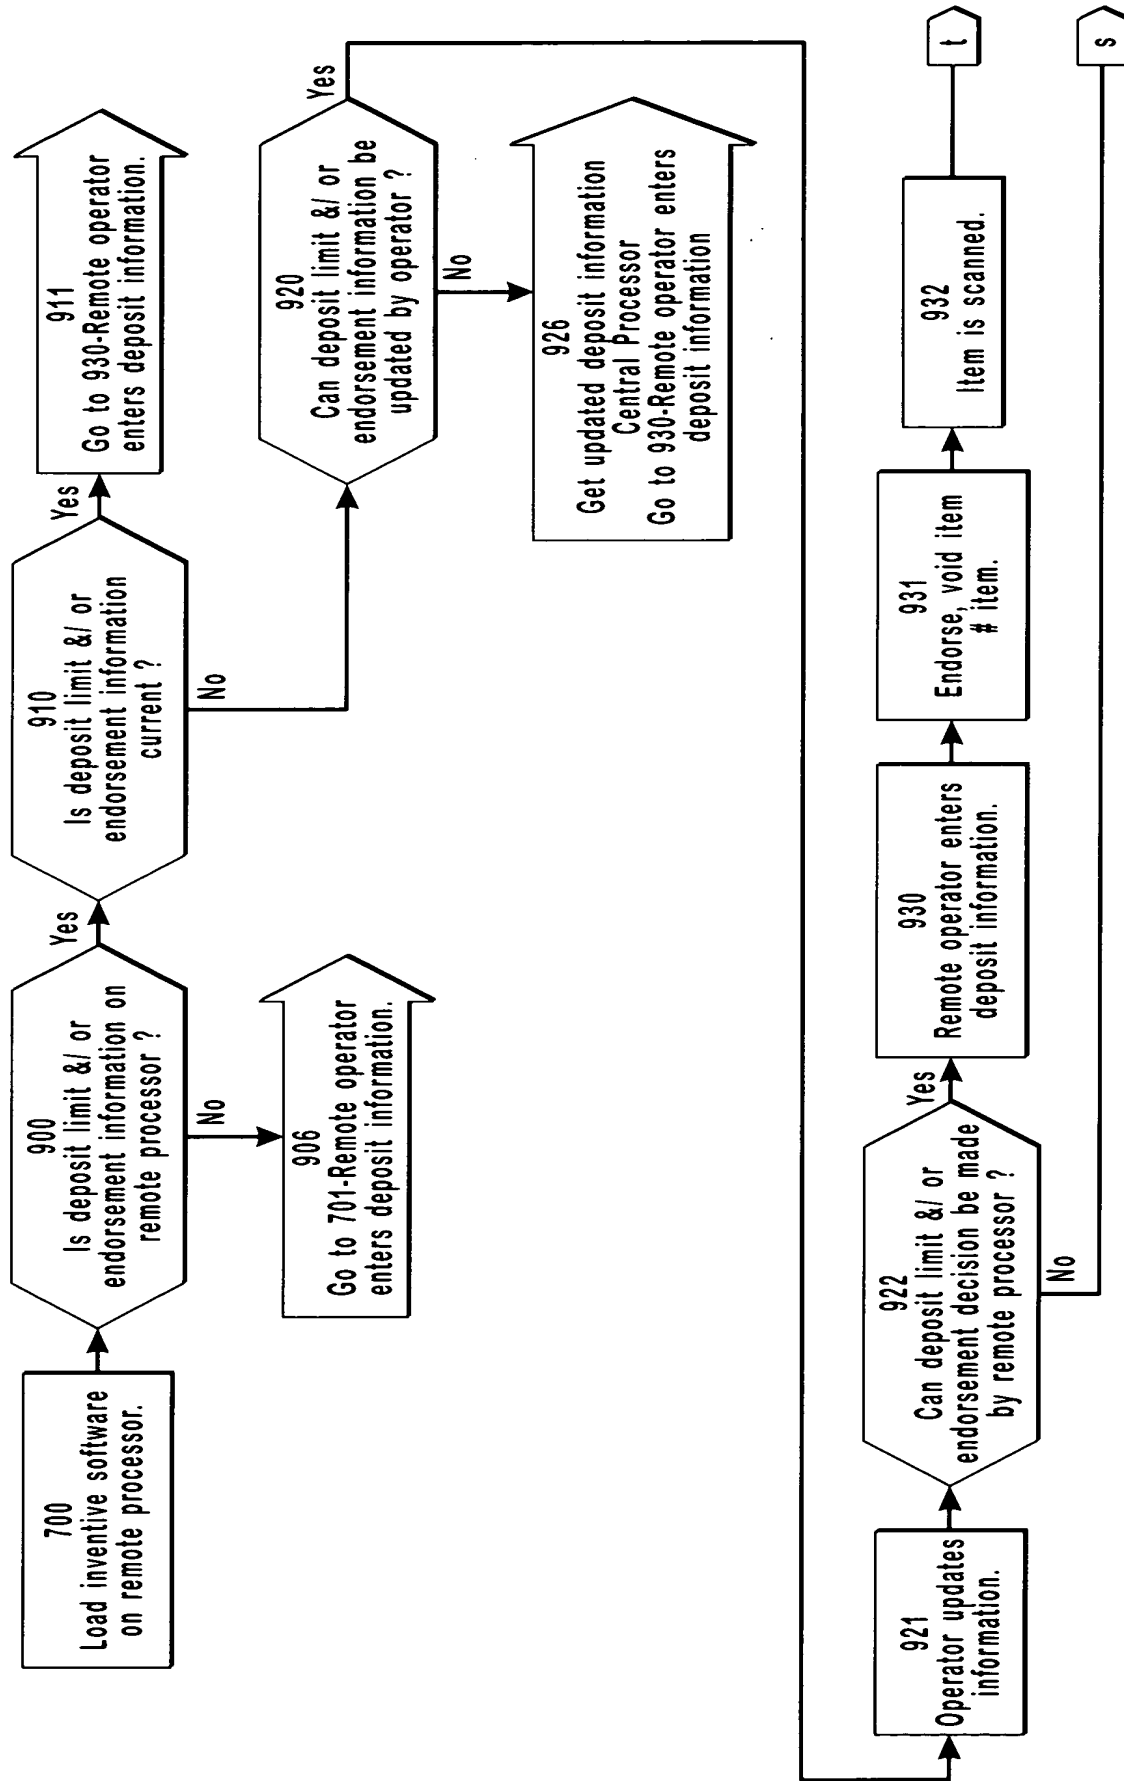 700
Load inventive software
on remote processor.
900
Is deposit limit &/ or
endorsement information on
remote processor ?
Yes
No
906
Go to 701-Remote operator
enters deposit information.
910
Is deposit limit &/ or
endorsement information
current ?
Yes
No
911
Go to 930-Remote operator
enters deposit information.
920
Can deposit limit &/ or
endorsement information be
updated by operator ?
Yes
No
926
Get updated deposit information
Central Processor
Go to 930-Remote operator enters
deposit information
921
Operator updates
information.
922
Can deposit limit &/ or
endorsement decision be made
by remote processor ?
Yes
No
930
Remote operator enters
deposit information.
931
Endorse, void item
# item.
932
Item is scanned.
t
s